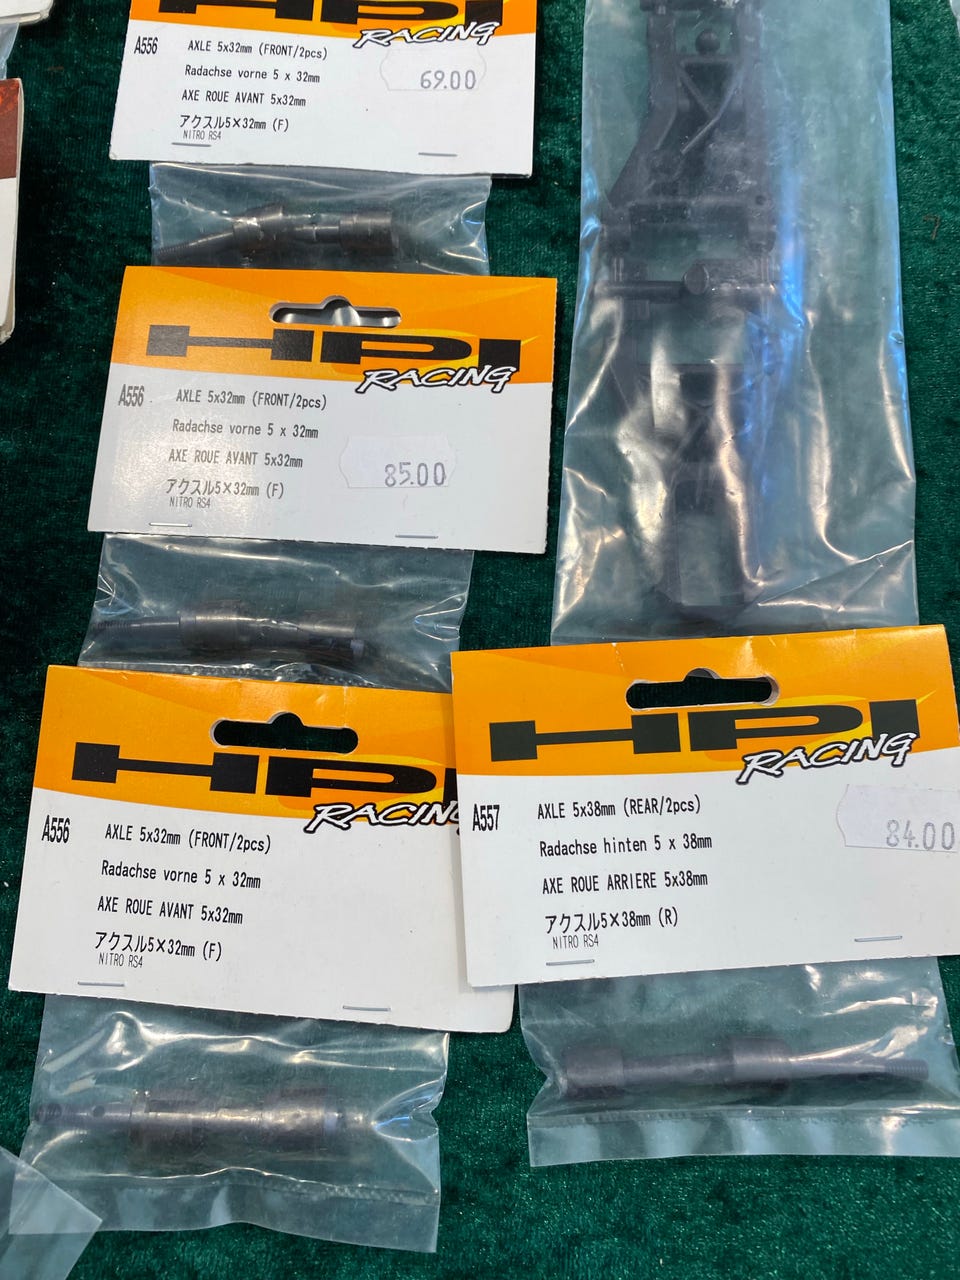 HPI
RACING
A556
AXLE 5x32mm (FRONT/2pcs)
Radachse vorne 5 x 32mm
AXE ROUE AVANT 5x32mm
アクスル5×32mm (F)
NITRO RS4
69.00
HPI
RACING
A556
AXLE 5x32mm (FRONT/2pcs)
Radachse vorne 5 x 32mm
AXE ROUE AVANT 5x32mm
アクスル5×32mm (F)
NITRO RS4
85.00
HPI
RACING
A556
AXLE 5x32mm (FRONT/2pcs)
Radachse vorne 5 x 32mm
AXE ROUE AVANT 5x32mm
アクスル5×32mm (F)
NITRO RS4
HPI
RACING
A557
AXLE 5x38mm (REAR/2pcs)
Radachse hinten 5 x 38mm
AXE ROUE ARRIERE 5x38mm
アクスル5×38mm (R)
NITRO RS4
84.00